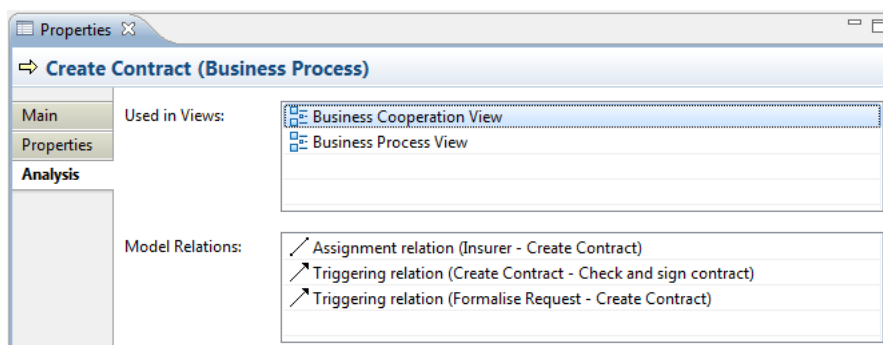 Properties
Create Contract (Business Process)
Main
Used in Views:
Business Cooperation View
Properties
Business Process View
Analysis
Model Relations:
Assignment relation (Insurer - Create Contract)
Triggering relation (Create Contract - Check and sign contract)
Triggering relation (Formalise Request - Create Contract)